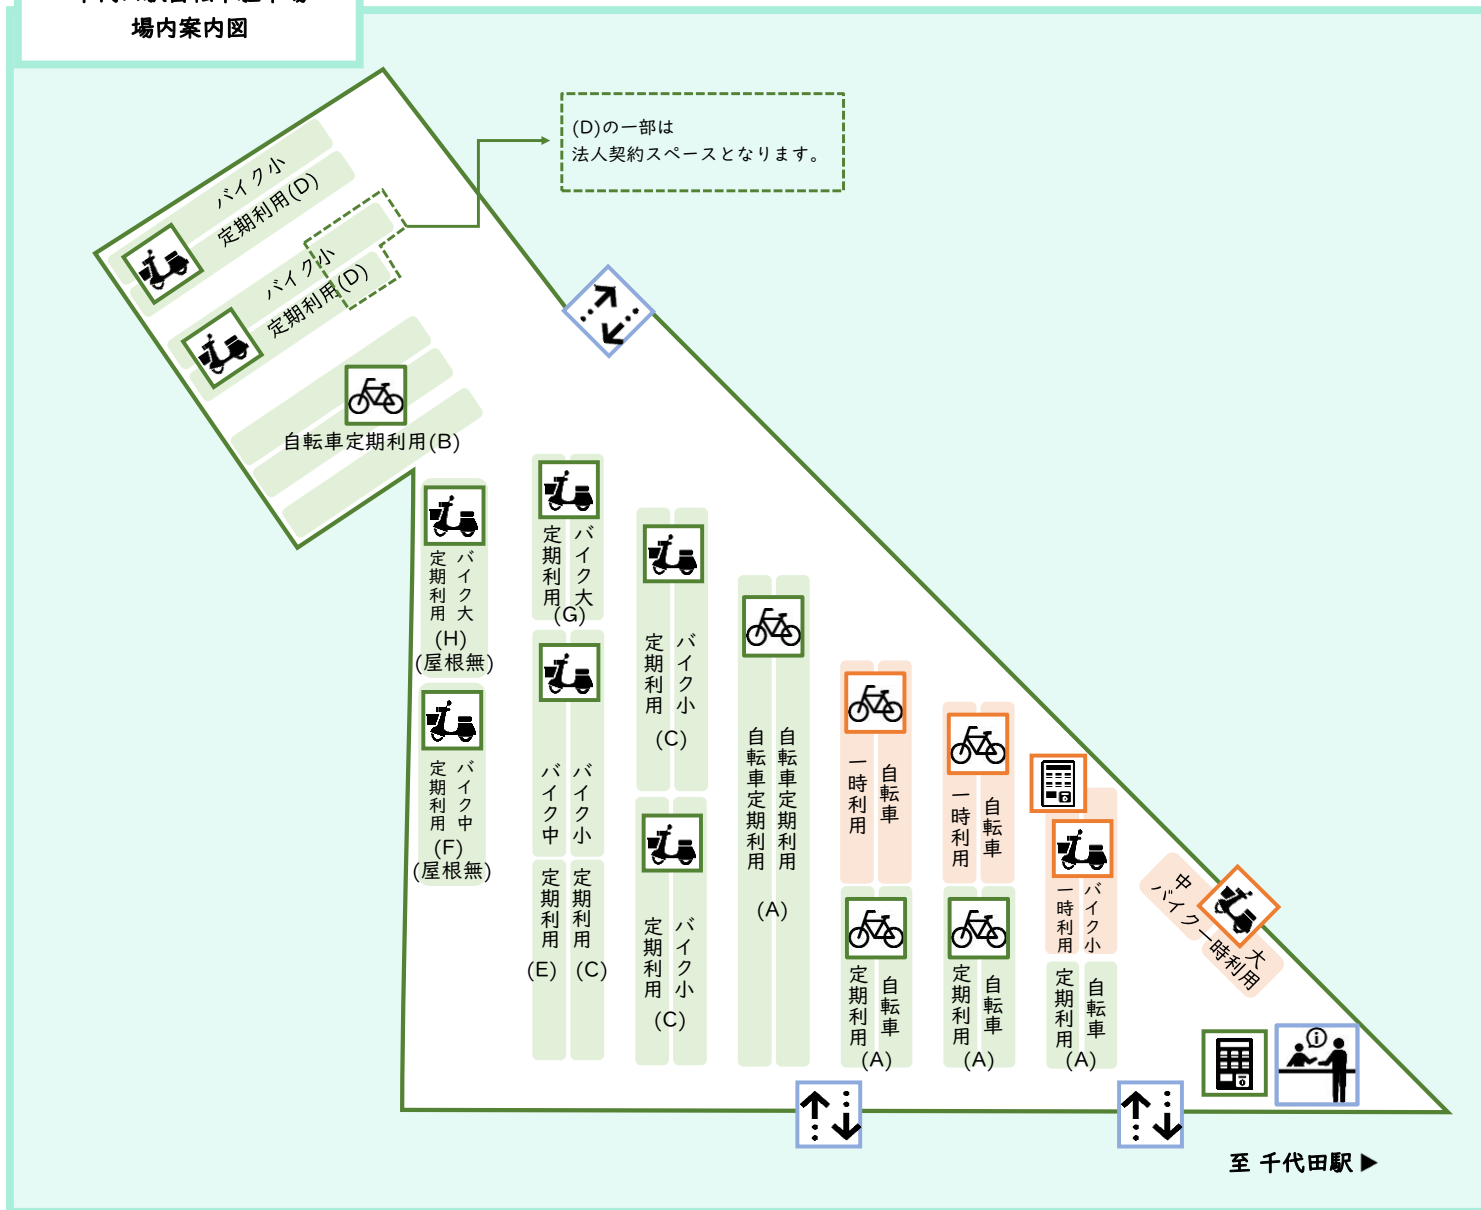 場内案内図
(D)の一部は
法人契約スペースとなります。
バイク小
定期利用(D)
バイク小
定期利用(D)
自転車定期利用(B)
バイク大
定期利用
(H)
(屋根無)
バイク中
定期利用
(F)
(屋根無)
バイク大
定期利用
(G)
バイク小
定期利用
(C)
バイク中
定期利用
(E)
バイク小
定期利用
(C)
バイク小
定期利用
(C)
自転車定期利用
自転車定期利用
(A)
自転車
一時利用
自転車
定期利用
(A)
自転車
一時利用
自転車
定期利用
(A)
バイク小
一時利用
自転車
定期利用
(A)
中
大
バイク一時利用
至 千代田駅 ▶